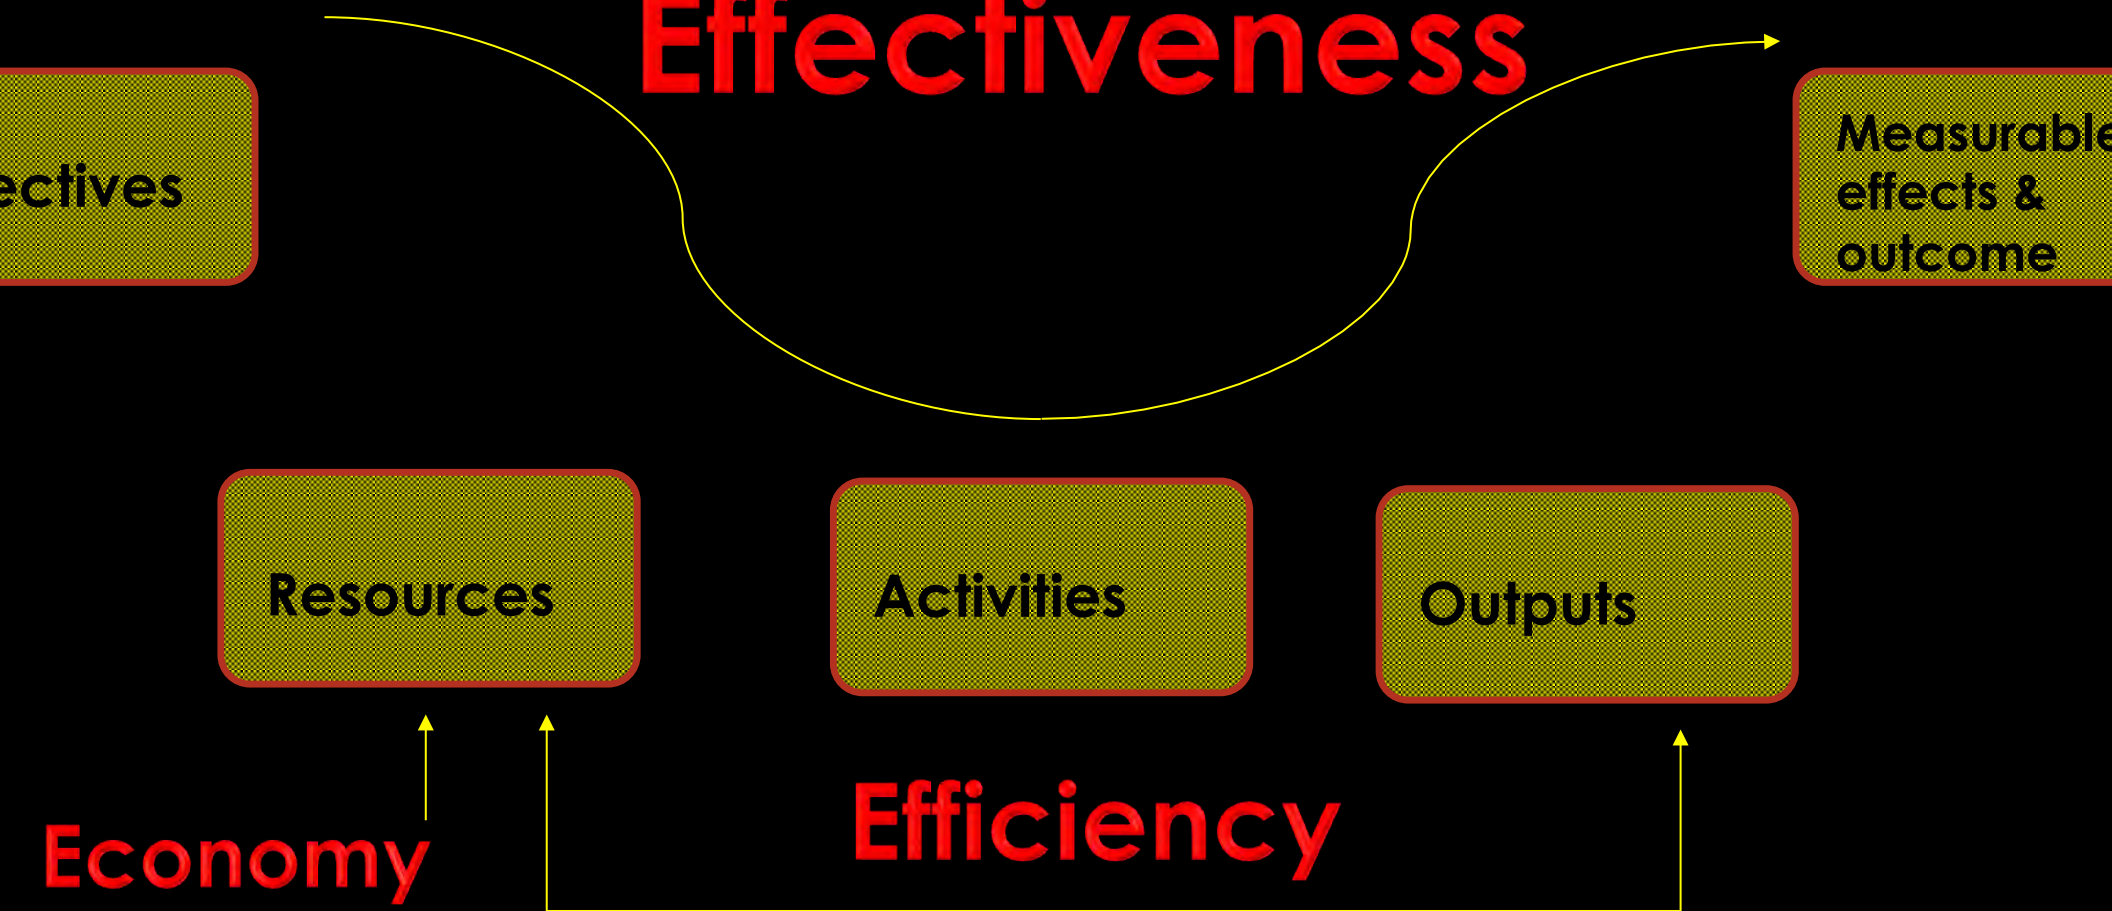 Effectiveness
ectives
Measurable
effects &
outcome
Resources
Activities
Outputs
Efficiency
Economy